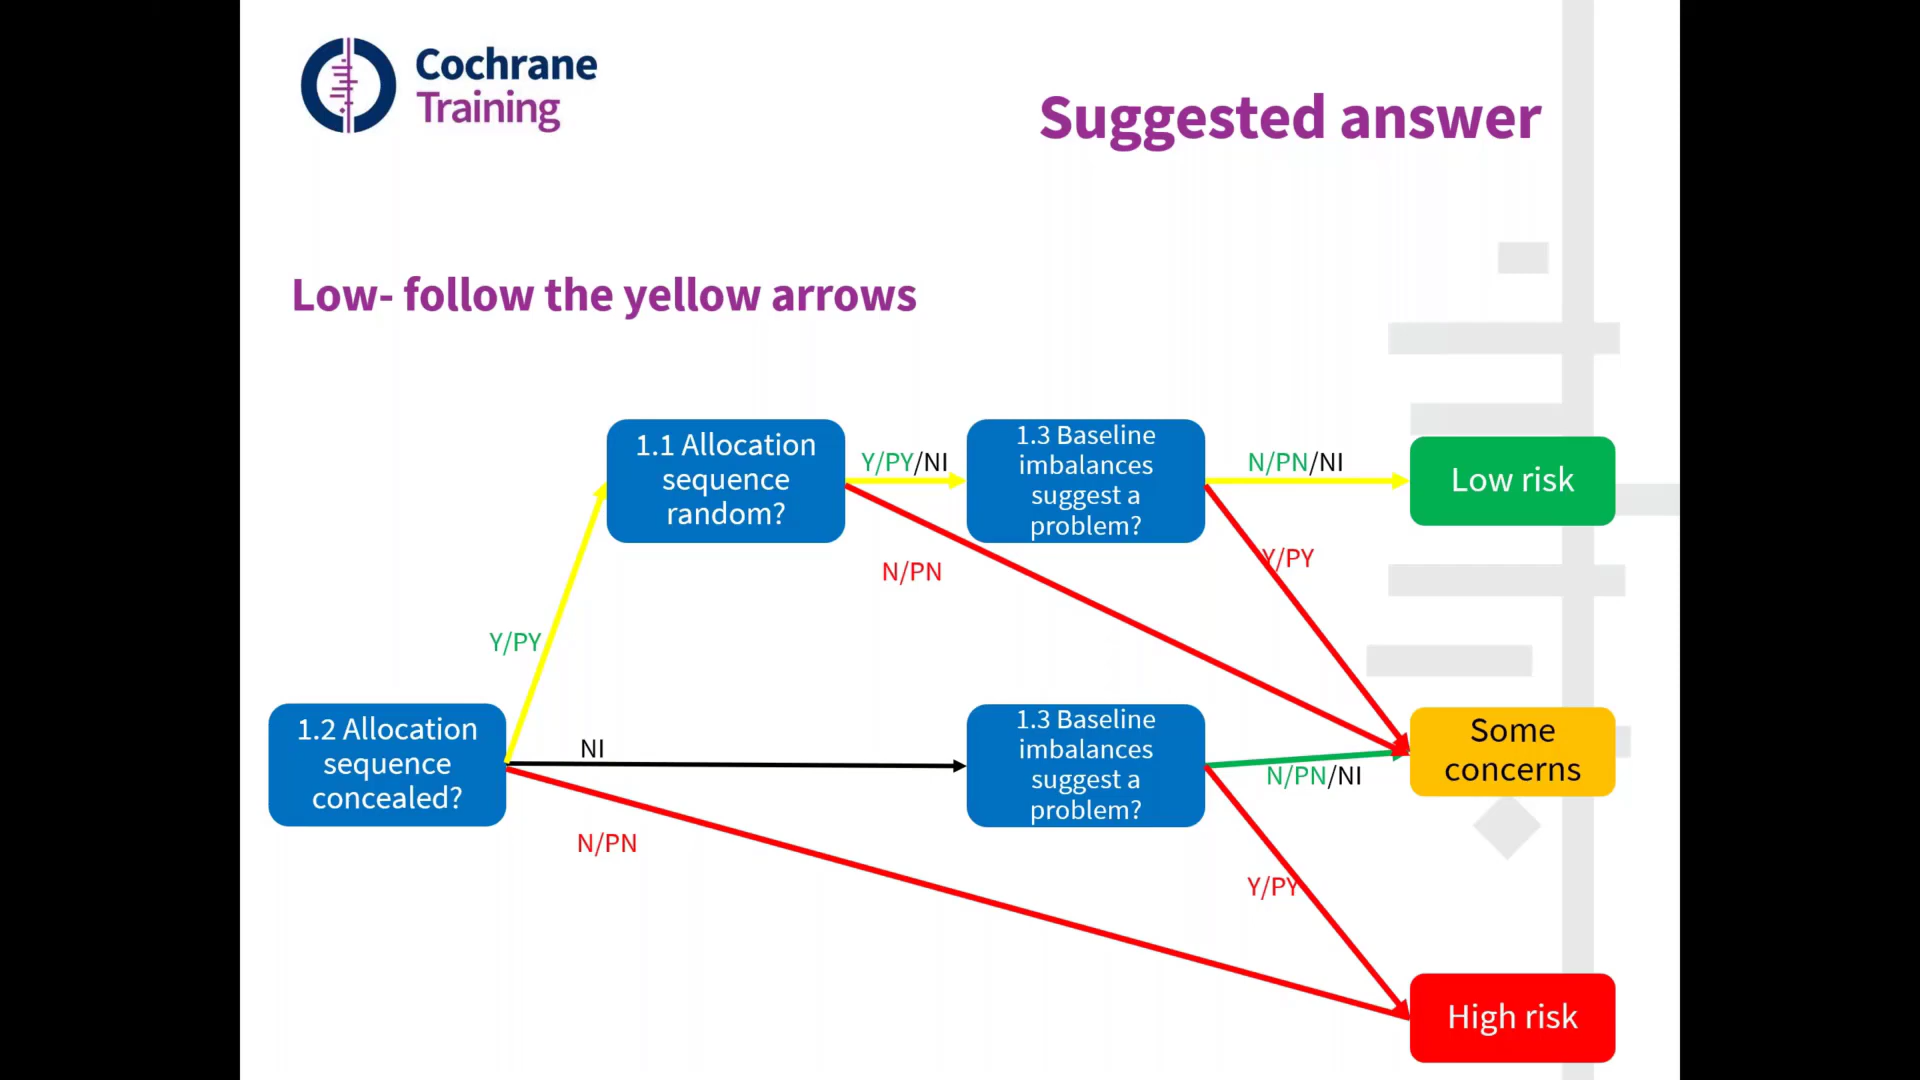 Cochrane
Training
Suggested answer
Low- follow the yellow arrows
1.1 Allocation
sequence
random?
Y/PY/NI
1.3 Baseline
imbalances
suggest a
problem?
N/PN/NI
Low risk
N/PN
Y/PY
Y/PY
1.2 Allocation
sequence
concealed?
NI
1.3 Baseline
imbalances
suggest a
problem?
N/PN/NI
Some
concerns
N/PN
Y/PY
High risk